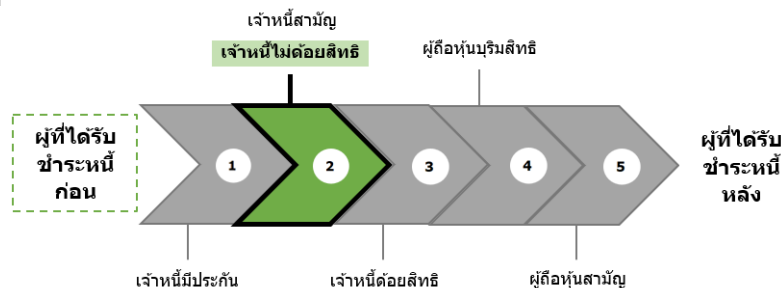 เจ้าหนี้สามัญ
เจ้าหนี้ไม่ด้อยสิทธิ
ผู้ถือหุ้นบุริมสิทธิ
ผู้ที่ได้รับ
ชำระหนี้
ก่อน
1
2
3
4
5
ผู้ที่ได้รับ
ชำระหนี้
หลัง
เจ้าหนี้มีประกัน
เจ้าหนี้ด้อยสิทธิ
ผู้ถือหุ้นสามัญ